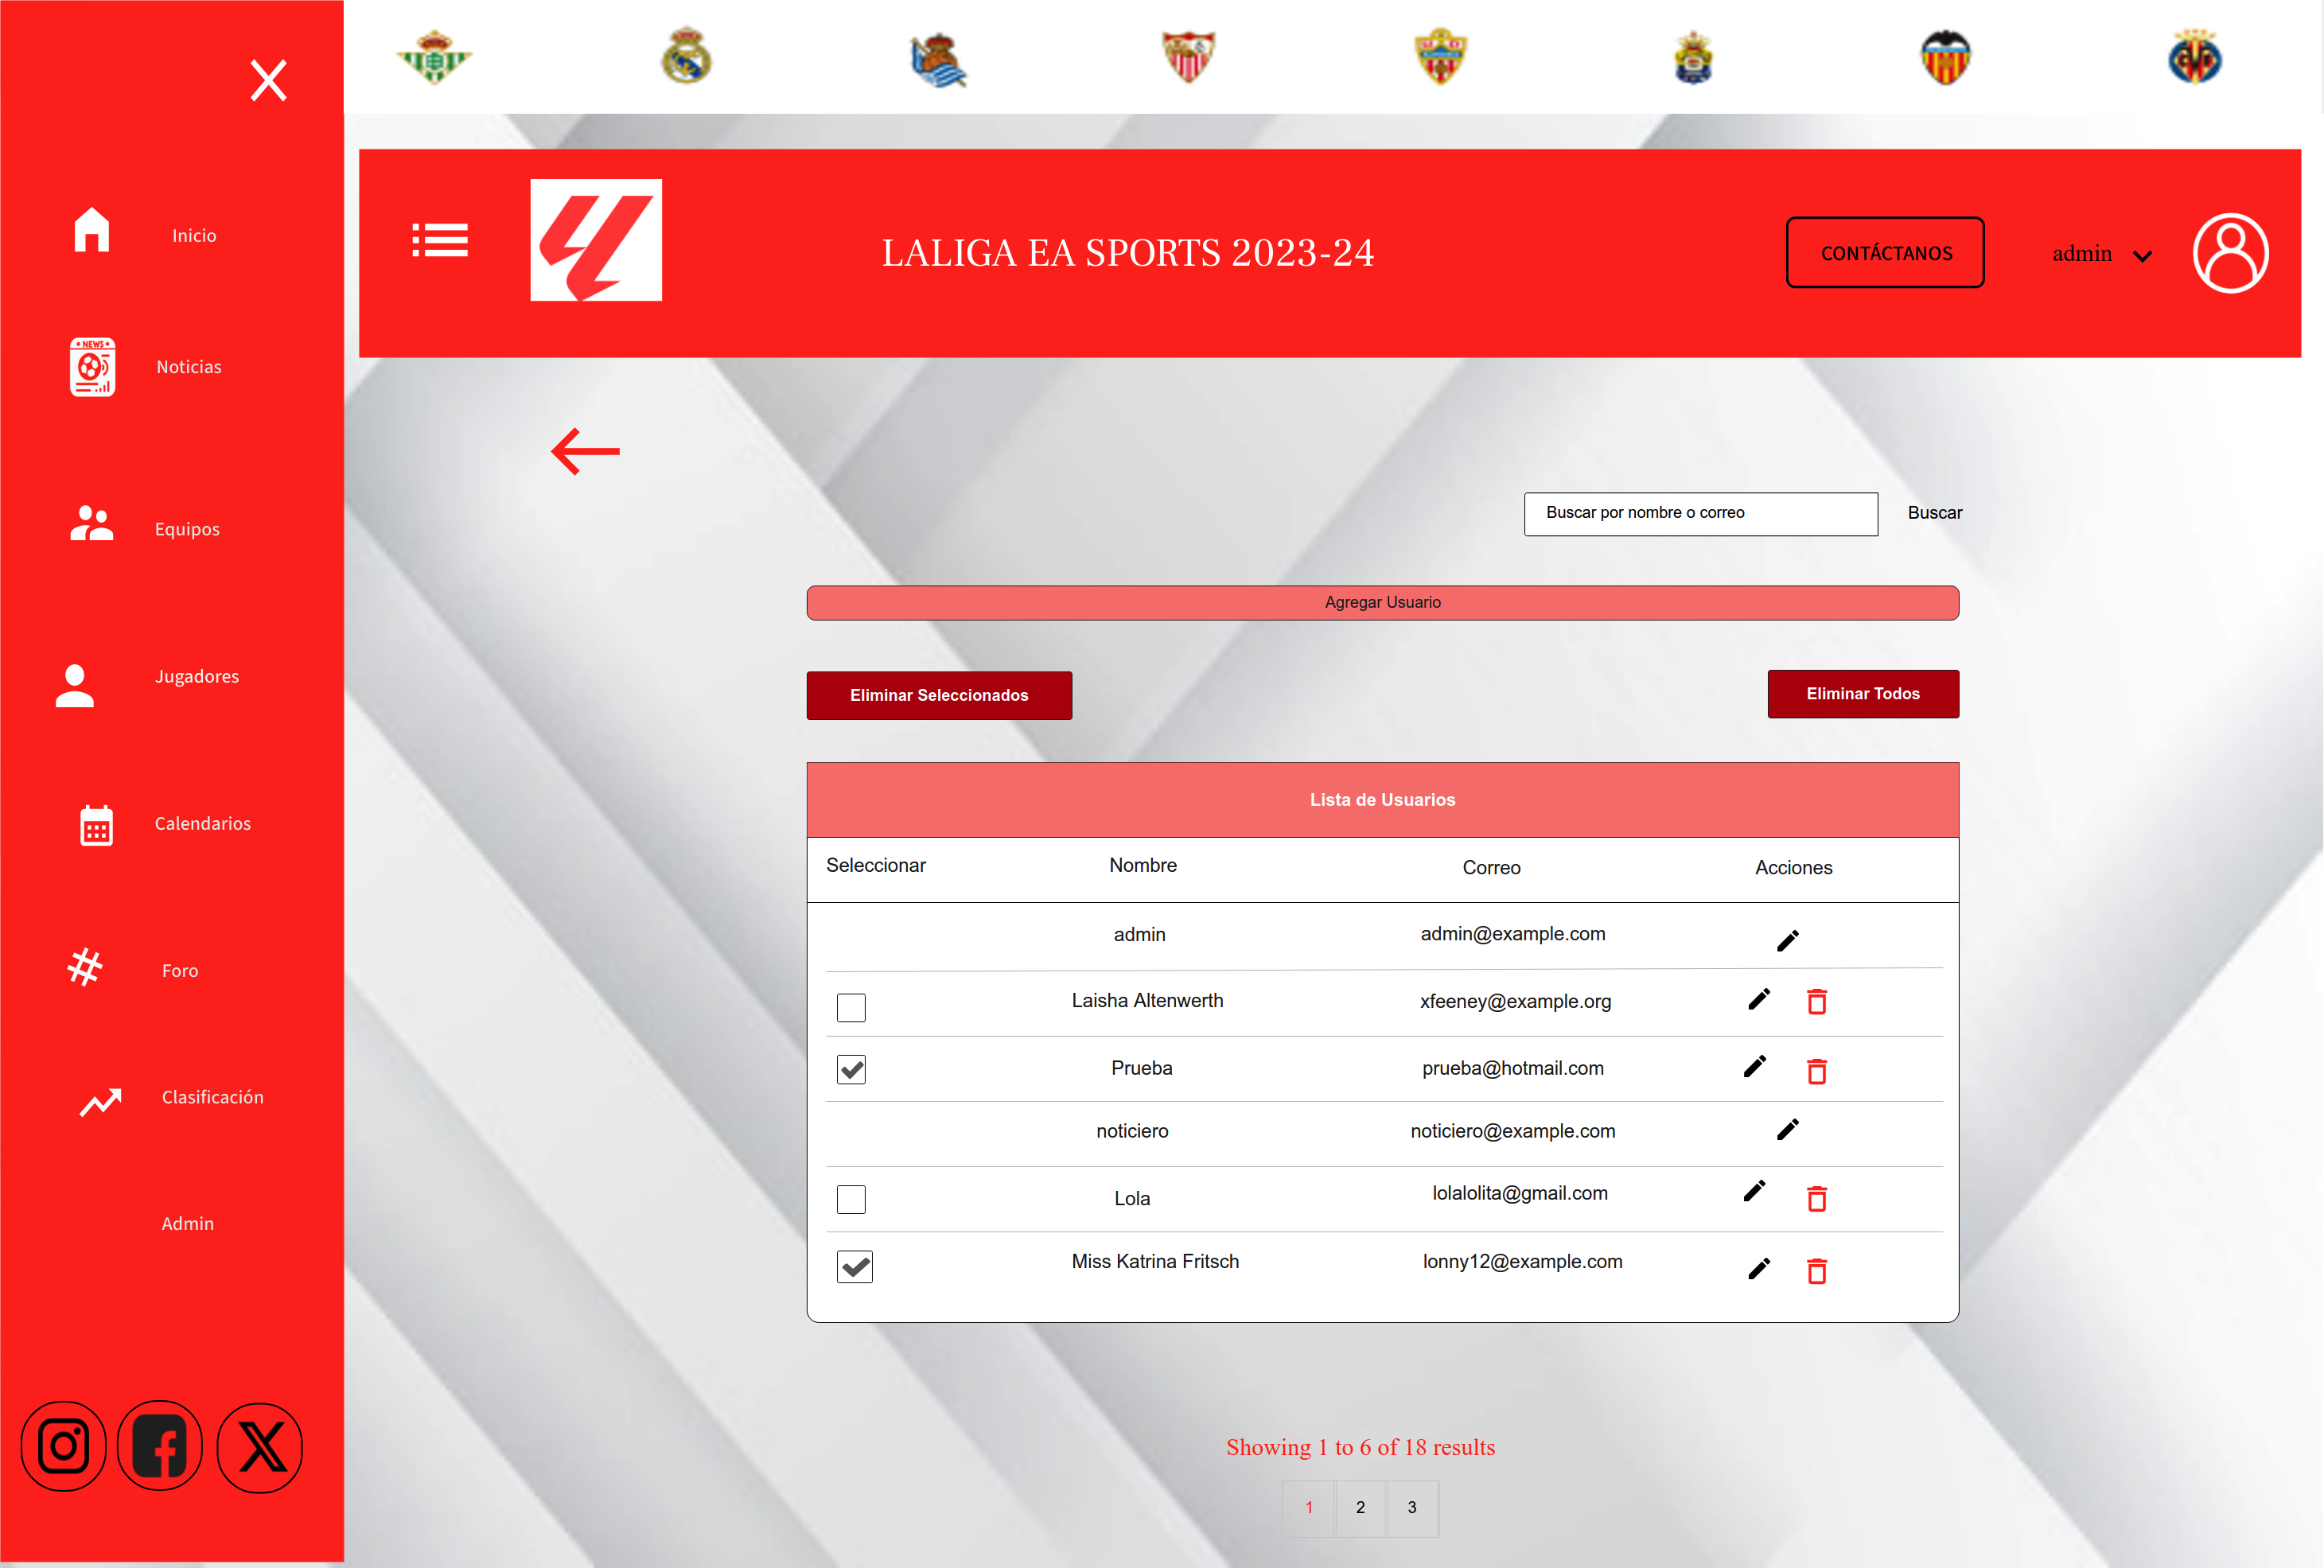 Inicio
NEWS
Noticias
Equipos
Jugadores
Calendarios
Foro
Clasificación
Admin
LALIGA EA SPORTS 2023-24
CONTÁCTANOS
admin
Buscar por nombre o correo
Buscar
Agregar Usuario
Eliminar Seleccionados
Eliminar Todos
Lista de Usuarios
Seleccionar Nombre Correo Acciones
admin admin@example.com
Laisha Altenwerth xfeeney@example.org
Prueba prueba@hotmail.com
noticiero noticiero@example.com
Lola lolalolita@gmail.com
Miss Katrina Fritsch lonny12@example.com
Showing 1 to 6 of 18 results
1 2 3